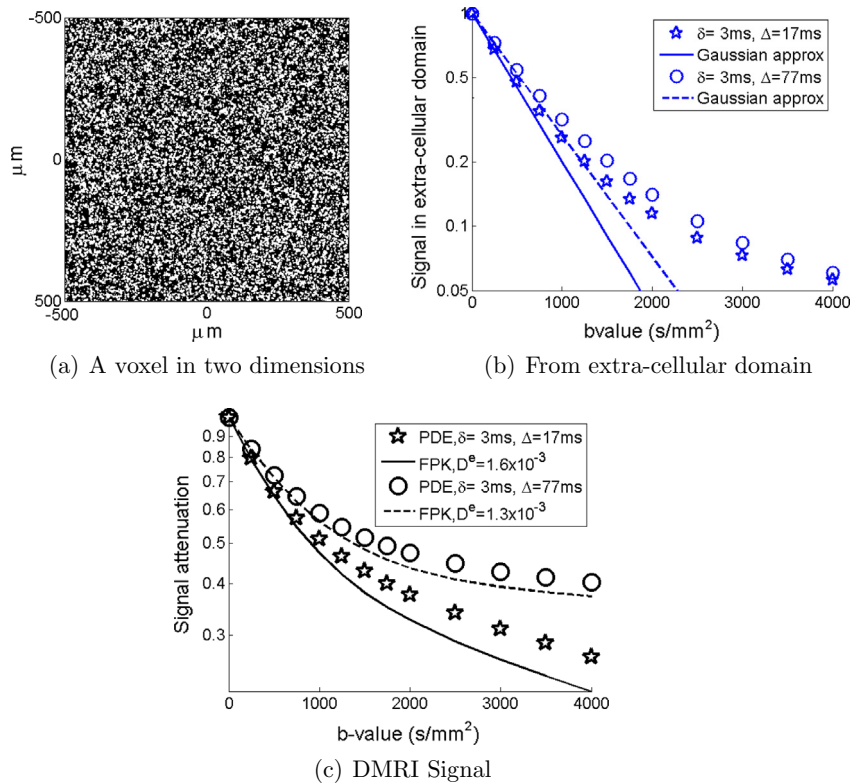 -500
0
500
-500
0
500
μm
μm
(a) A voxel in two dimensions
1
0.5
0.2
0.1
0.05
0
1000
2000
3000
4000
Signal in extra-cellular domain
bvalue (s/mm²)
δ= 3ms, Δ=17ms
Gaussian approx
δ= 3ms, Δ=77ms
Gaussian approx
(b) From extra-cellular domain
0.9
0.8
0.7
0.6
0.5
0.4
0.3
0
1000
2000
3000
4000
Signal attenuation
b-value (s/mm²)
PDE,δ= 3ms, Δ=17ms
FPK,Dᵉ=1.6x10⁻³
PDE,δ= 3ms, Δ=77ms
FPK,Dᵉ=1.3x10⁻³
(c) DMRI Signal